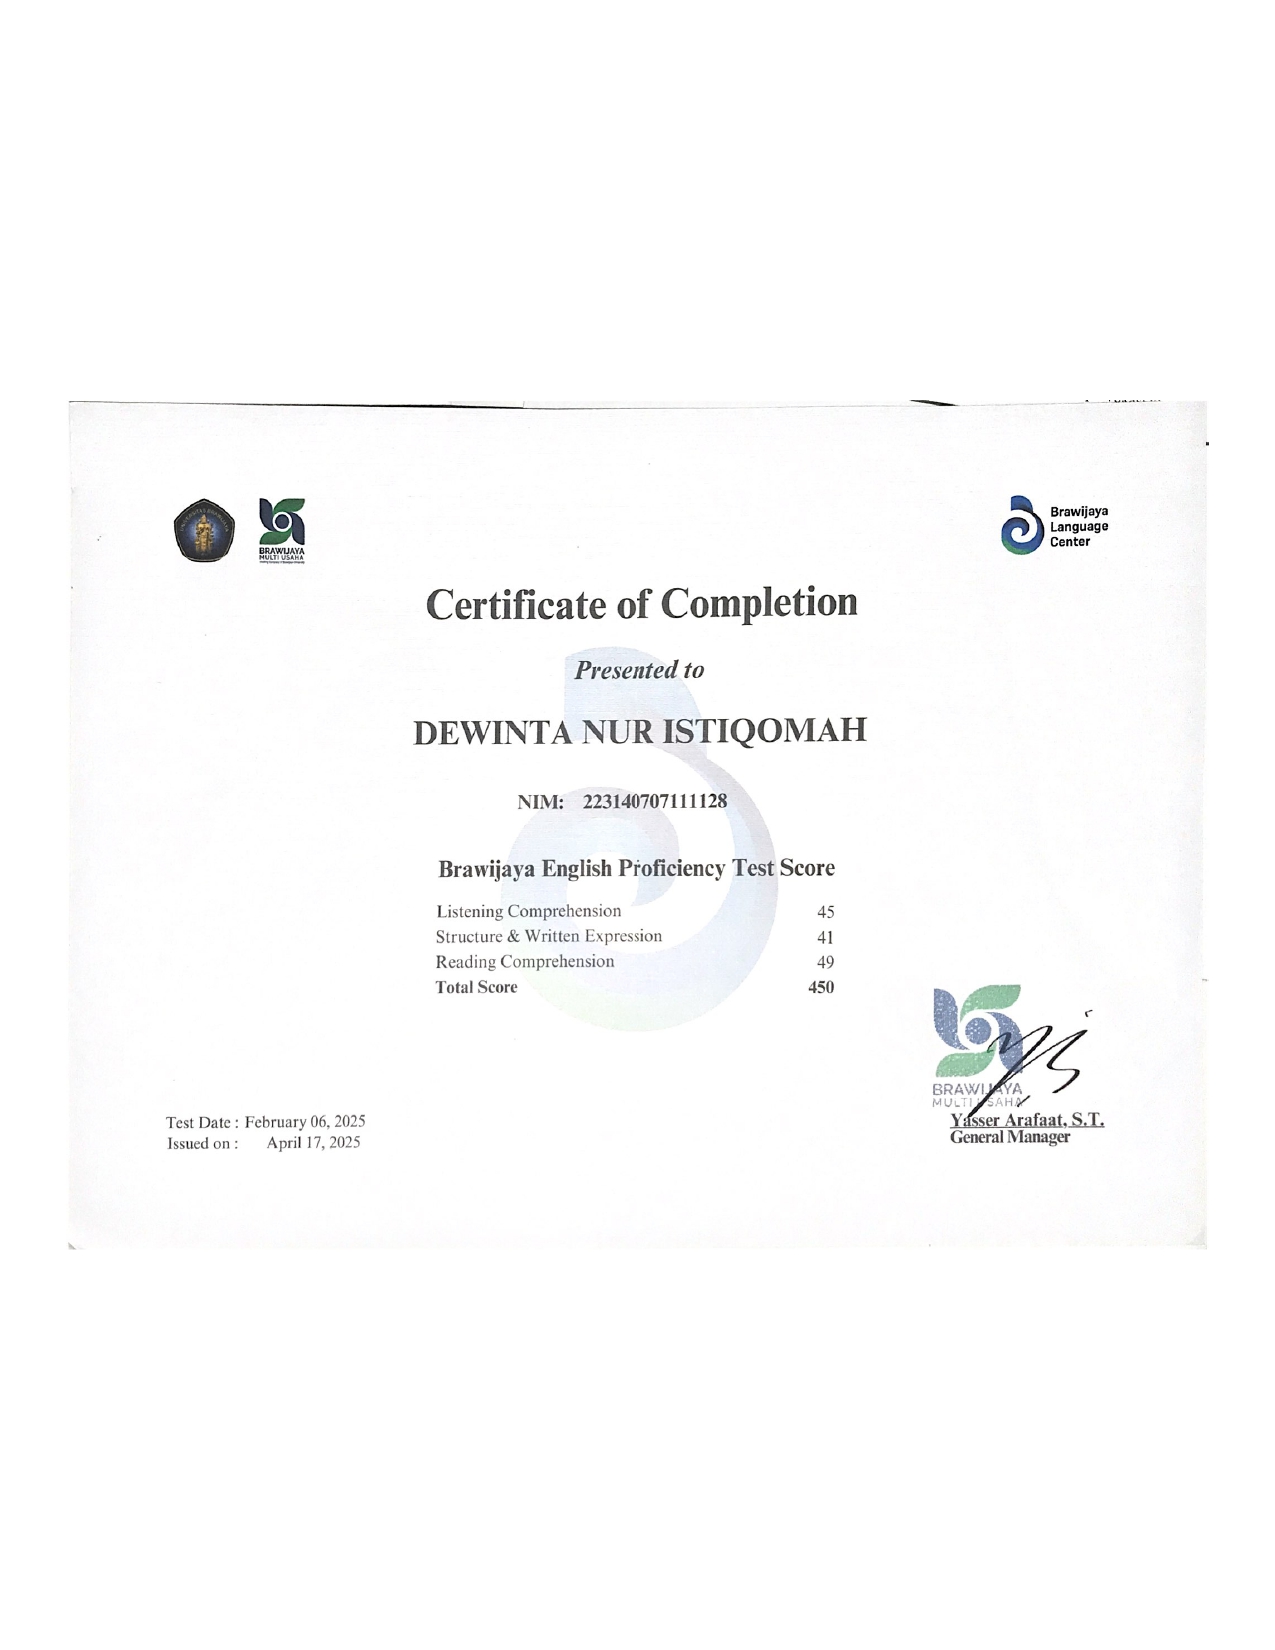 UNIVERSITAS BRAWIJAYA
BRAWIJAYA
MULTI USAHA
Brawijaya
Language
Center
Certificate of Completion
Presented to
DEWINTA NUR ISTIQOMAH
NIM: 223140707111128
Brawijaya English Proficiency Test Score
Listening Comprehension 45
Structure & Written Expression 41
Reading Comprehension 49
Total Score 450
BRAWIJAYA
MULTI USAHA
Test Date : February 06, 2025
Issued on : April 17, 2025
Yasser Arafaat, S.T.
General Manager